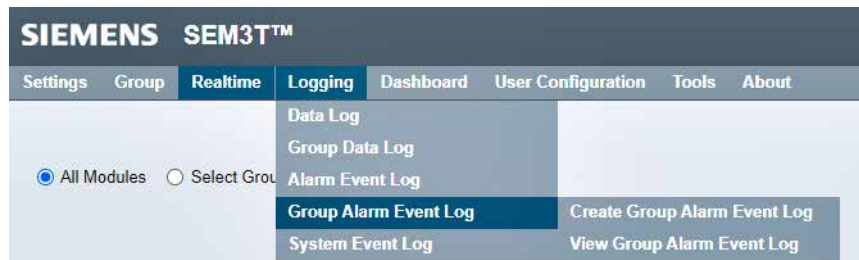 SIEMENS SEM3T™
Settings Group Realtime Logging Dashboard User Configuration Tools About
Data Log
Group Data Log
All Modules Select Grou Alarm Event Log
Group Alarm Event Log Create Group Alarm Event Log
System Event Log View Group Alarm Event Log